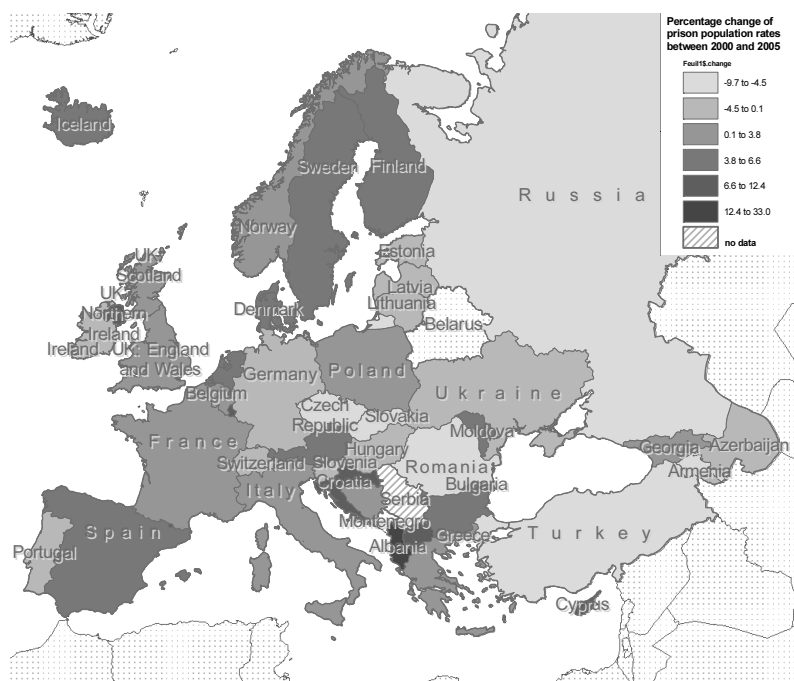 Percentage change of
prison population rates
between 2000 and 2005
Feuil1$.change
-9.7 to -4.5
-4.5 to 0.1
0.1 to 3.8
3.8 to 6.6
6.6 to 12.4
12.4 to 33.0
no data
Iceland
Sweden
Finland
Russia
Norway
UK:
Scotland
Estonia
Latvia
Lithuania
UK:
Northern
Ireland
Denmark
Belarus
Ireland
UK: England
and Wales
Poland
Germany
Belgium
Ukraine
Czech
Republic
Slovakia
Moldova
France
Hungary
Georgia
Azerbaijan
Switzerland
Slovenia
Romania
Armenia
Croatia
Italy
Bulgaria
Serbia
Montenegro
Spain
Portugal
Albania
Greece
Turkey
Cyprus